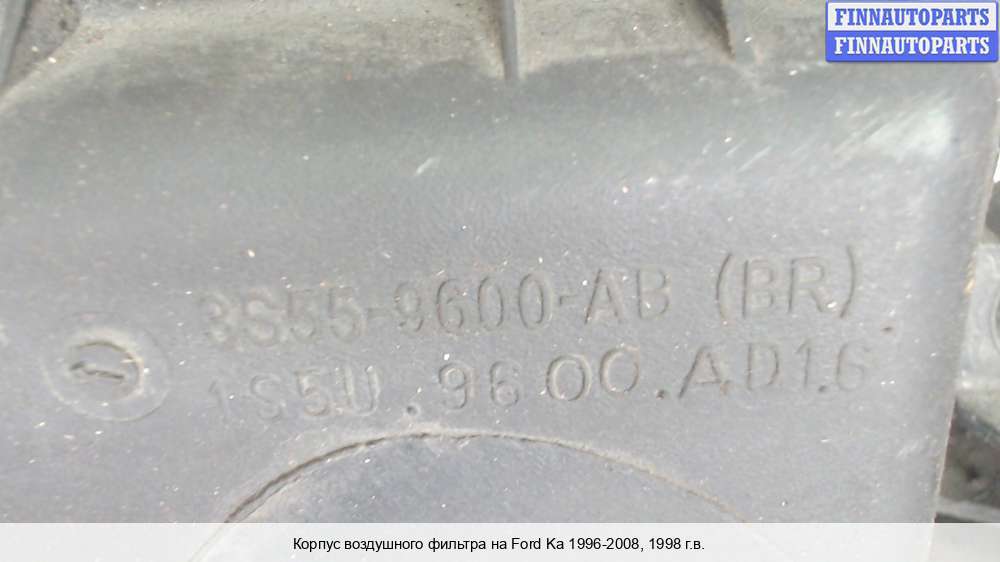 FINNAUTOPARTS
FINNAUTOPARTS
3S55-9600-AB (BR)
1S5U.9600.AD1.6
Корпус воздушного фильтра на Ford Ka 1996-2008, 1998 г.в.